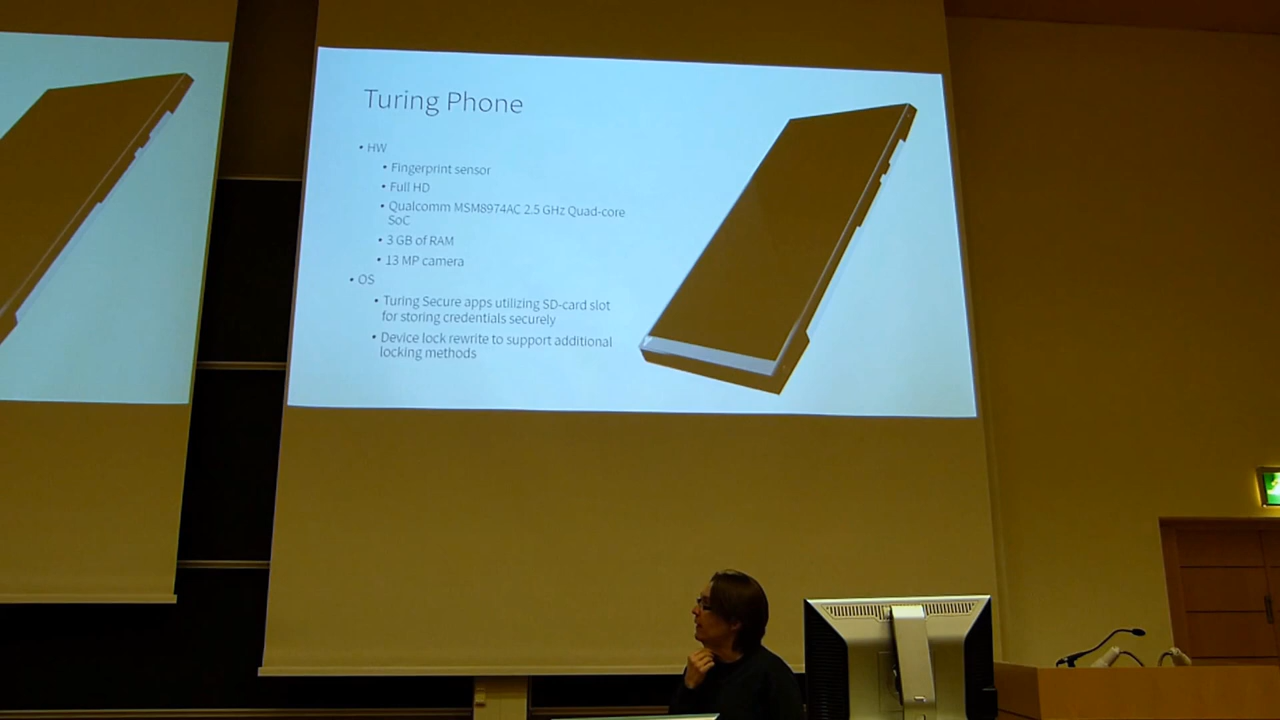 Turing Phone
• HW
• Fingerprint sensor
• Full HD
• Qualcomm MSM8974AC 2.5 GHz Quad-core
SoC
• 3 GB of RAM
• 13 MP camera
• OS
• Turing Secure apps utilizing SD-card slot
for storing credentials securely
• Device lock rewrite to support additional
locking methods